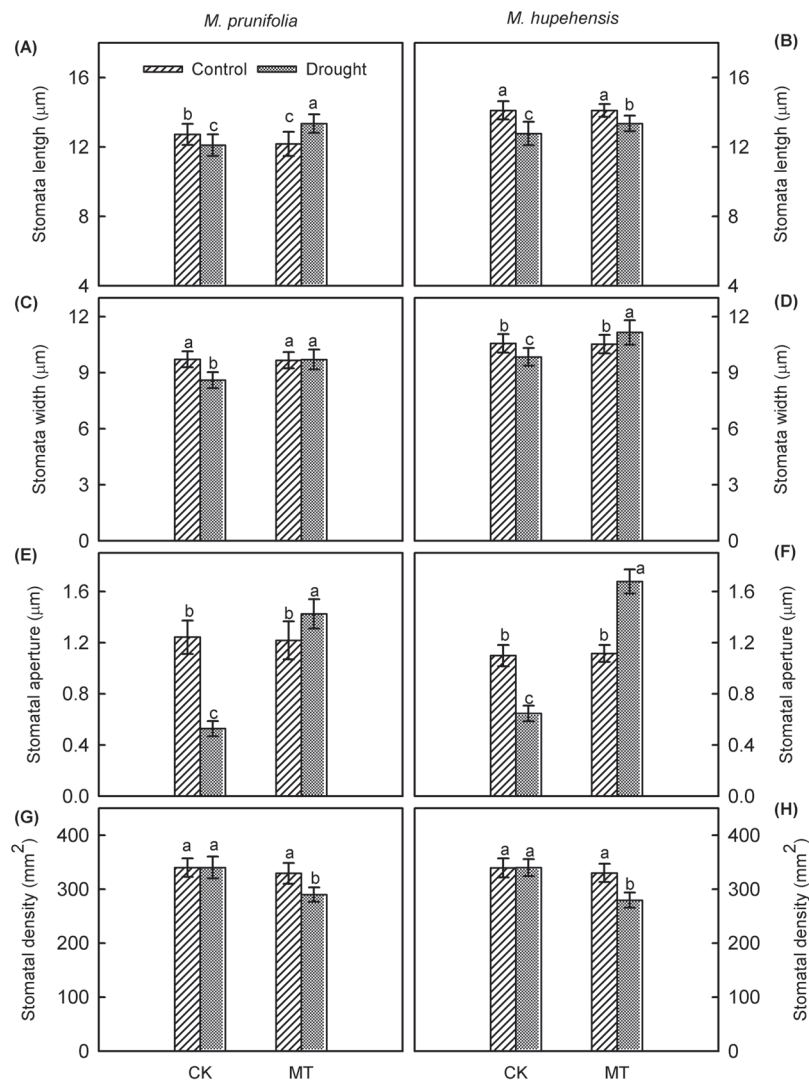 M. prunifolia
M. hupehensis
(A)
Control
Drought
Stomata lentgh (μm)
16
12
8
4
b
c
c
a
(B)
Stomata length (μm)
16
12
8
4
a
c
a
b
(C)
Stomata width (μm)
12
9
6
3
0
a
b
a
a
(D)
Stomata width (μm)
12
9
6
3
0
b
c
b
a
(E)
Stomatal aperture (μm)
1.6
1.2
0.8
0.4
0.0
b
c
b
a
(F)
Stomatal aperture (μm)
1.6
1.2
0.8
0.4
0.0
b
c
b
a
(G)
Stomatal density (mm²)
400
300
200
100
0
a
a
a
b
CK
MT
(H)
Stomatal density (mm²)
400
300
200
100
0
a
a
a
b
CK
MT